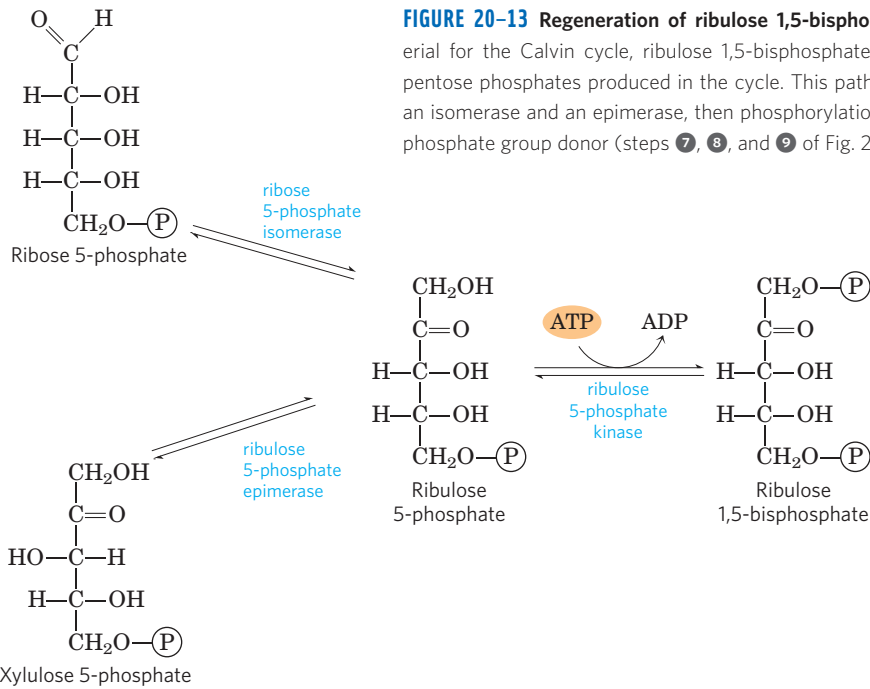 FIGURE 20–13 Regeneration of ribulose 1,5-bispho
erial for the Calvin cycle, ribulose 1,5-bisphosphate
pentose phosphates produced in the cycle. This path
an isomerase and an epimerase, then phosphorylatio
phosphate group donor (steps 7, 8, and 9 of Fig. 2
O H
C
H—C—OH
H—C—OH
H—C—OH
CH₂O—P
Ribose 5-phosphate
ribose
5-phosphate
isomerase
CH₂OH
C=O
H—C—OH
H—C—OH
CH₂O—P
Ribulose
5-phosphate
ATP ADP
ribulose
5-phosphate
kinase
CH₂O—P
C=O
H—C—OH
H—C—OH
CH₂O—P
Ribulose
1,5-bisphosphate
ribulose
5-phosphate
epimerase
CH₂OH
C=O
HO—C—H
H—C—OH
CH₂O—P
Xylulose 5-phosphate